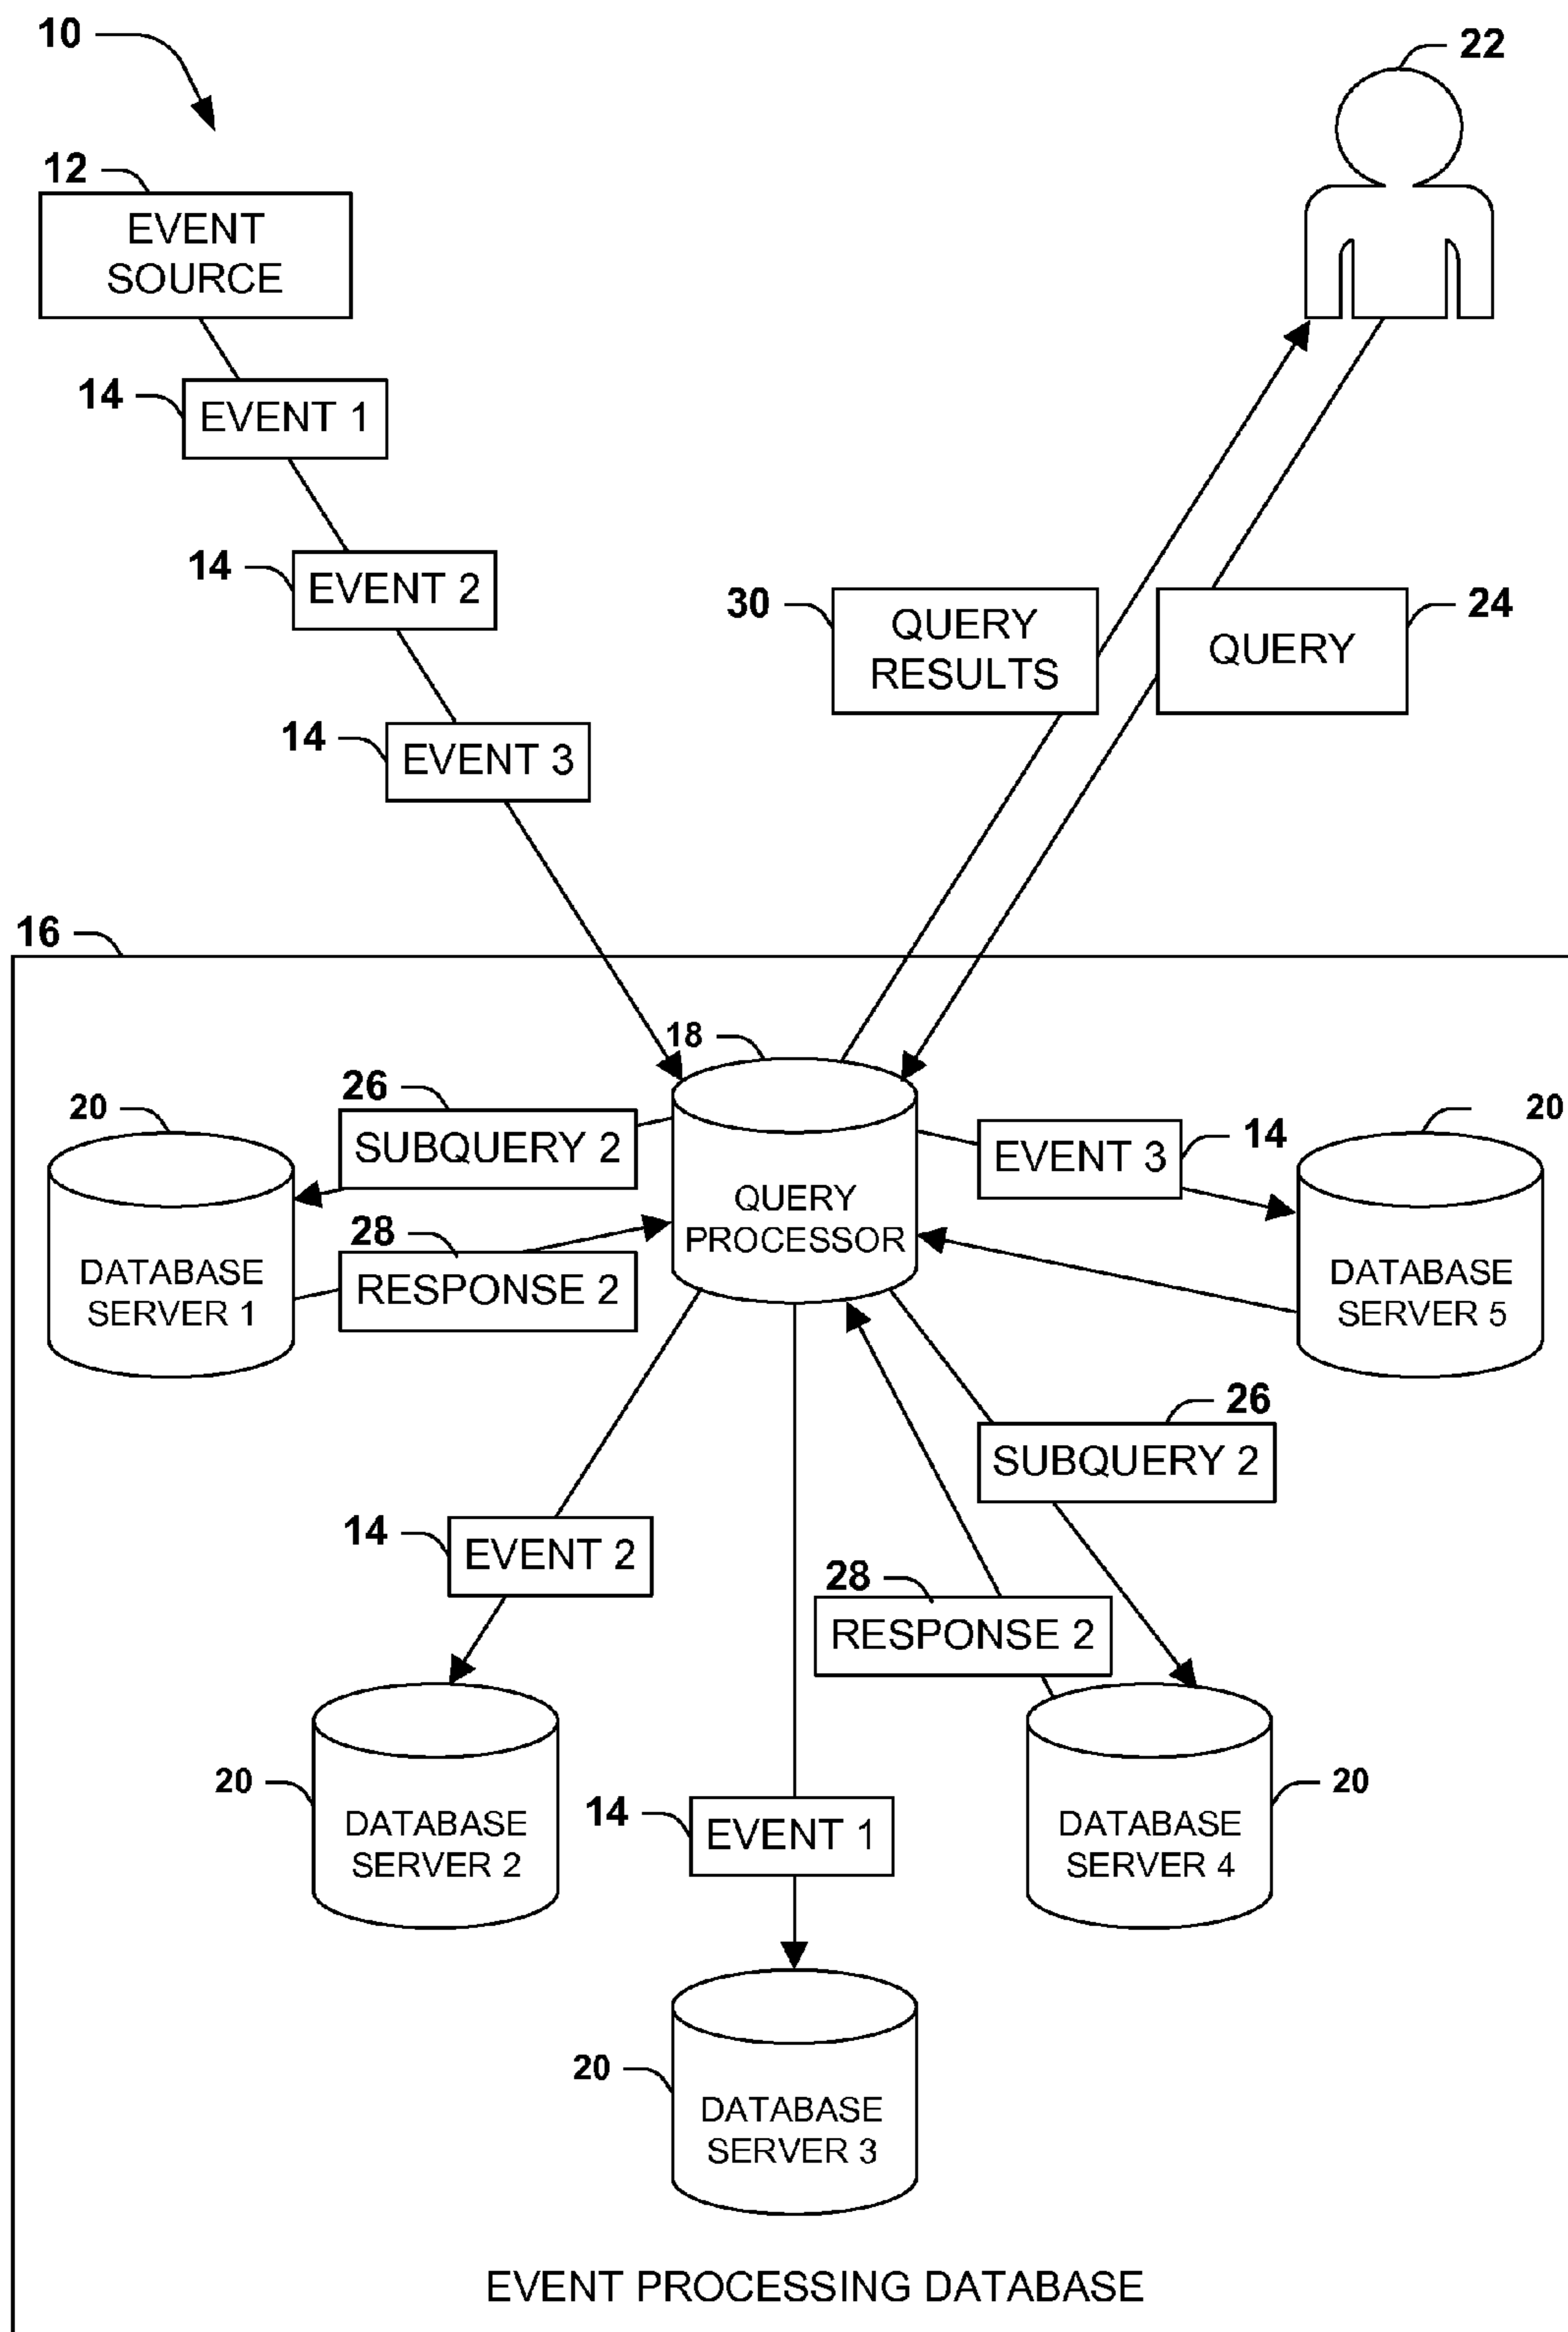 10
22
12
EVENT
SOURCE
14
EVENT 1
14
EVENT 2
30
QUERY
RESULTS
QUERY
24
14
EVENT 3
16
18
QUERY
PROCESSOR
26
SUBQUERY 2
20
DATABASE
SERVER 1
28
RESPONSE 2
EVENT 3
14
20
DATABASE
SERVER 5
26
SUBQUERY 2
14
EVENT 2
28
RESPONSE 2
20
DATABASE
SERVER 2
14
EVENT 1
DATABASE
SERVER 4
20
20
DATABASE
SERVER 3
EVENT PROCESSING DATABASE